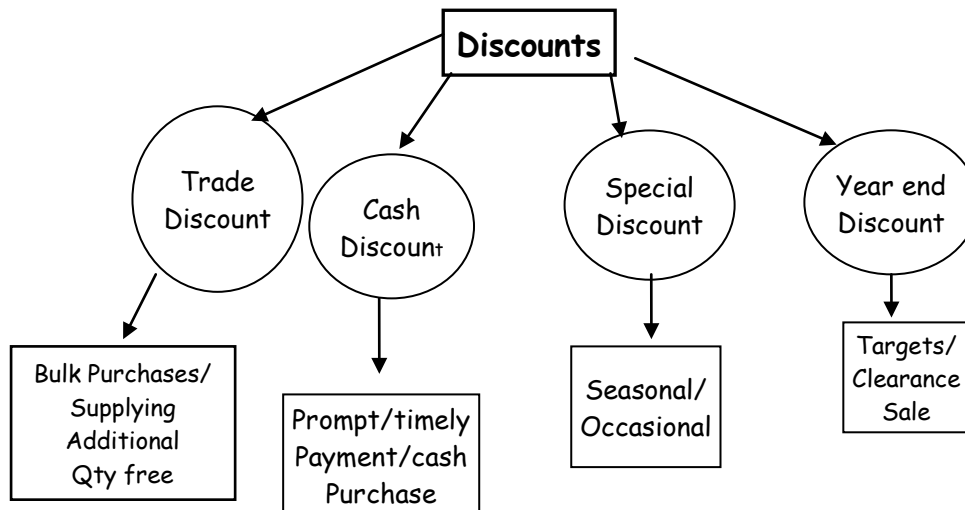 Discounts
Trade
Discount
Cash
Discount
Special
Discount
Year end
Discount
Bulk Purchases/
Supplying
Additional
Qty free
Prompt/timely
Payment/cash
Purchase
Seasonal/
Occasional
Targets/
Clearance
Sale